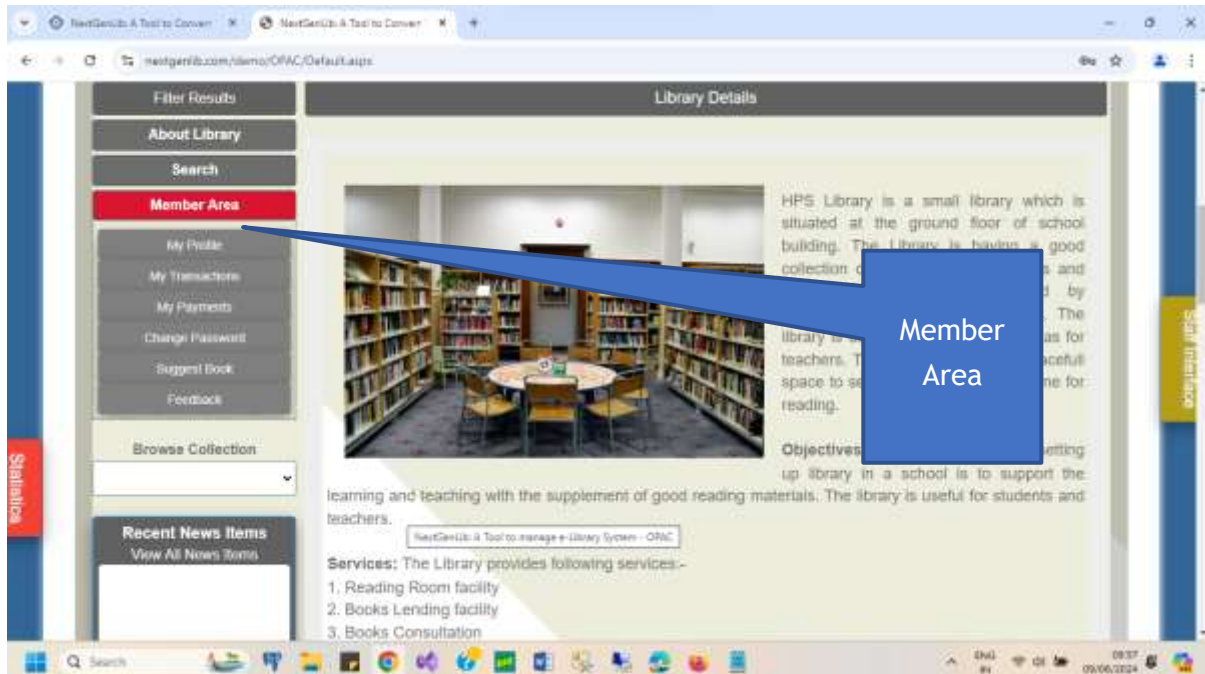 NextGenLib: A Tool to Conver
NextGenLib: A Tool to Conver
nextgenlib.com/demo/OPAC/Default.aspx
Filter Results
Library Details
About Library
Search
Member Area
My Profile
My Transactions
My Payments
Change Password
Suggest Book
Feedback
Browse Collection
Recent News Items
View All News Items
HPS Library is a small library which is
situated at the ground floor of school
building. The Library is having a good
collection and
by
The
library is as for
teachers.
space to ne for
reading.
Objectives etting
up library in a school is to support the
learning and teaching with the supplement of good reading materials. The library is useful for students and
teachers.
NextGenLib: A Tool to manage e-Library System - OPAC
Services: The Library provides following services:-
1. Reading Room facility
2. Books Lending facility
3. Books Consultation
Member
Area
Staff Interface
Statistics
Search
ENG
IN
09:57
09/06/2024